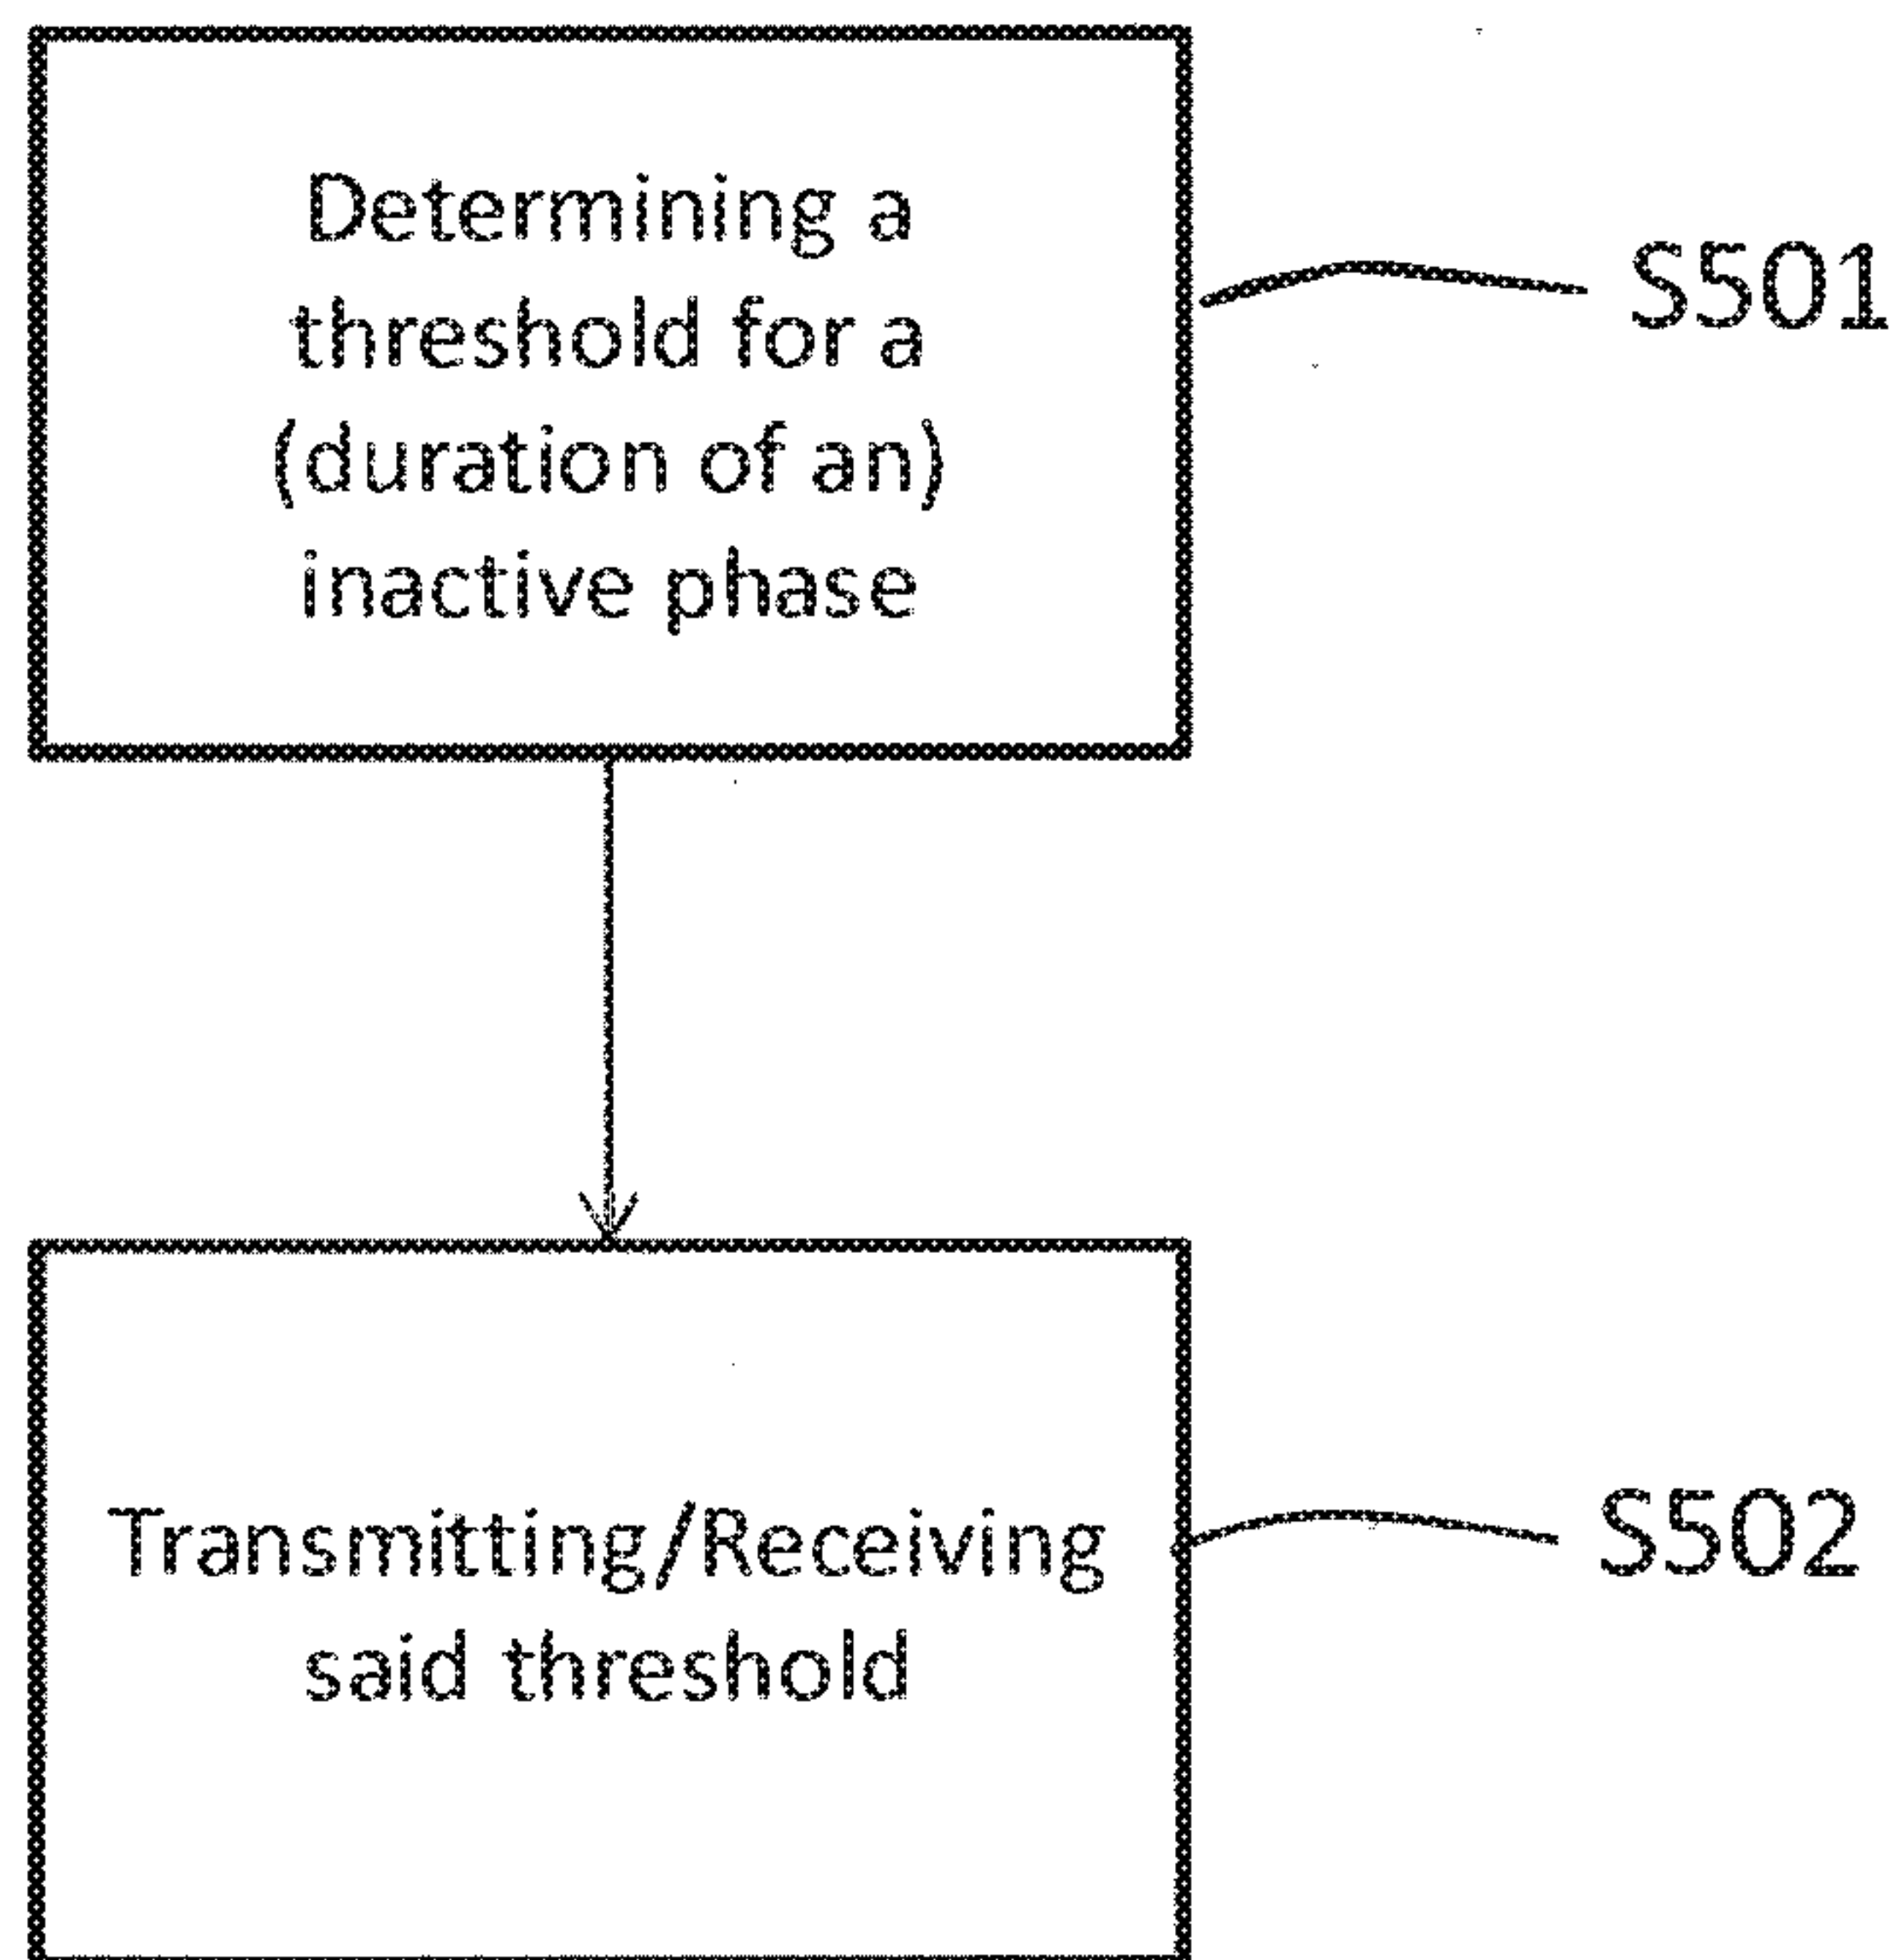 Determining a
threshold for a
(duration of an)
inactive phase
S501
Transmitting/Receiving
said threshold
S502